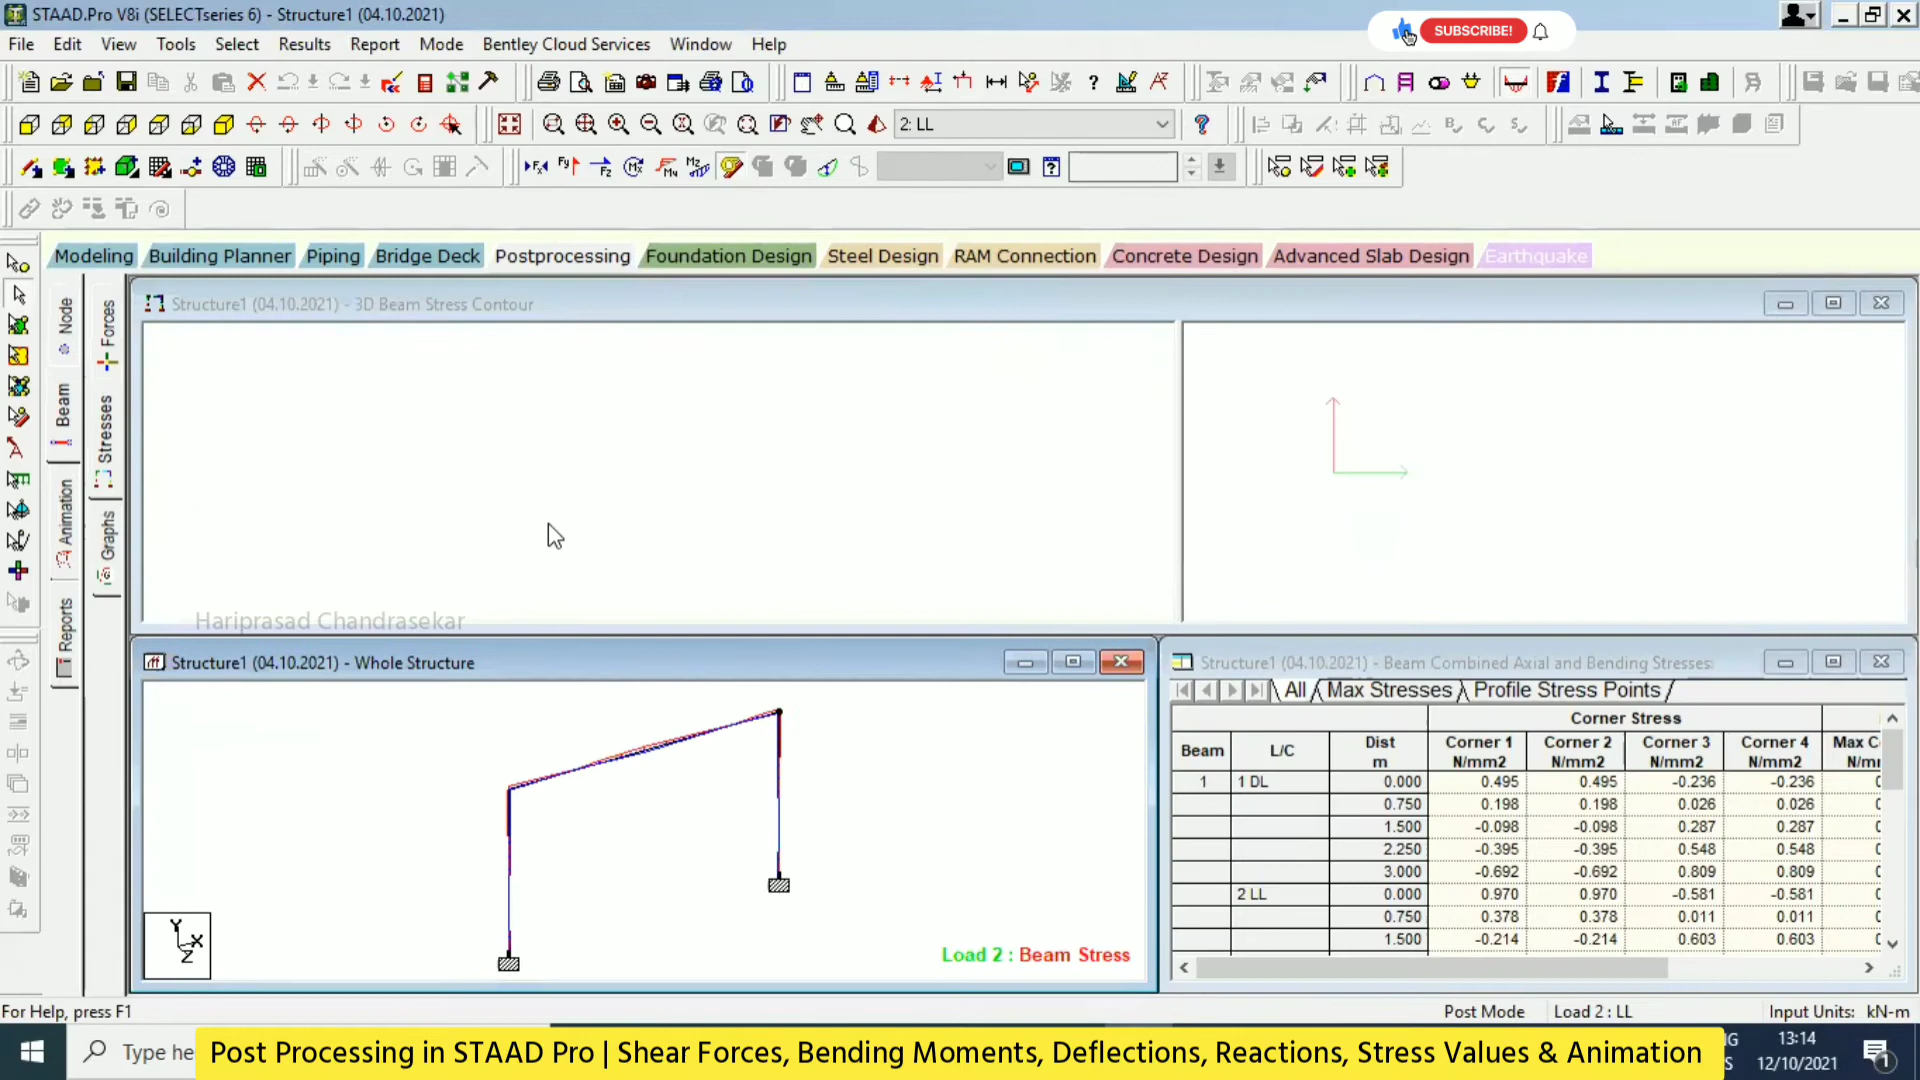 STAAD.Pro V8i (SELECTseries 6) - Structure1 (04.10.2021)
SUBSCRIBE!
File Edit View Tools Select Results Report Mode Bentley Cloud Services Window Help
2: LL
Modeling Building Planner Piping Bridge Deck Postprocessing Foundation Design Steel Design RAM Connection Concrete Design Advanced Slab Design Earthquake
Node
Beam
Animation
Reports
Forces
Stresses
Graphs
Structure1 (04.10.2021) - 3D Beam Stress Contour
Hariprasad Chandrasekar
Structure1 (04.10.2021) - Whole Structure
Y
X
Z
Load 2 : Beam Stress
Structure1 (04.10.2021) - Beam Combined Axial and Bending Stresses:
All Max Stresses Profile Stress Points
Corner Stress
Beam L/C Dist m Corner 1 N/mm2 Corner 2 N/mm2 Corner 3 N/mm2 Corner 4 N/mm2 Max
1 1 DL 0.000 0.495 0.495 -0.236 -0.236
0.750 0.198 0.198 0.026 0.026
1.500 -0.098 -0.098 0.287 0.287
2.250 -0.395 -0.395 0.548 0.548
3.000 -0.692 -0.692 0.809 0.809
2 LL 0.000 0.970 0.970 -0.581 -0.581
0.750 0.378 0.378 0.011 0.011
1.500 -0.214 -0.214 0.603 0.603
For Help, press F1 Post Mode Load 2 : LL Input Units: kN-m
Type he
Post Processing in STAAD Pro | Shear Forces, Bending Moments, Deflections, Reactions, Stress Values & Animation
13:14
12/10/2021
1